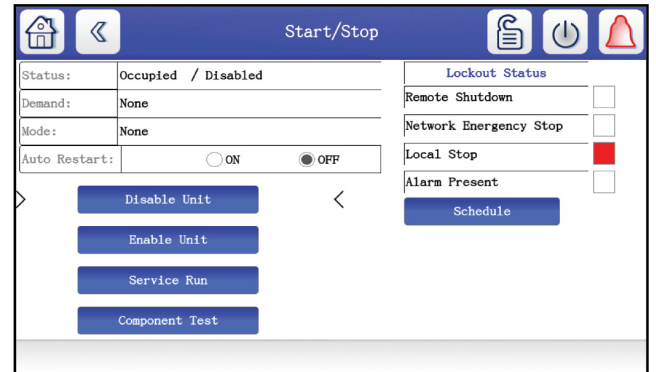 Start/Stop
Status: Occupied / Disabled
Demand: None
Mode: None
Auto Restart: ON OFF
Disable Unit
Enable Unit
Service Run
Component Test
Lockout Status
Remote Shutdown
Network Energency Stop
Local Stop
Alarm Present
Schedule